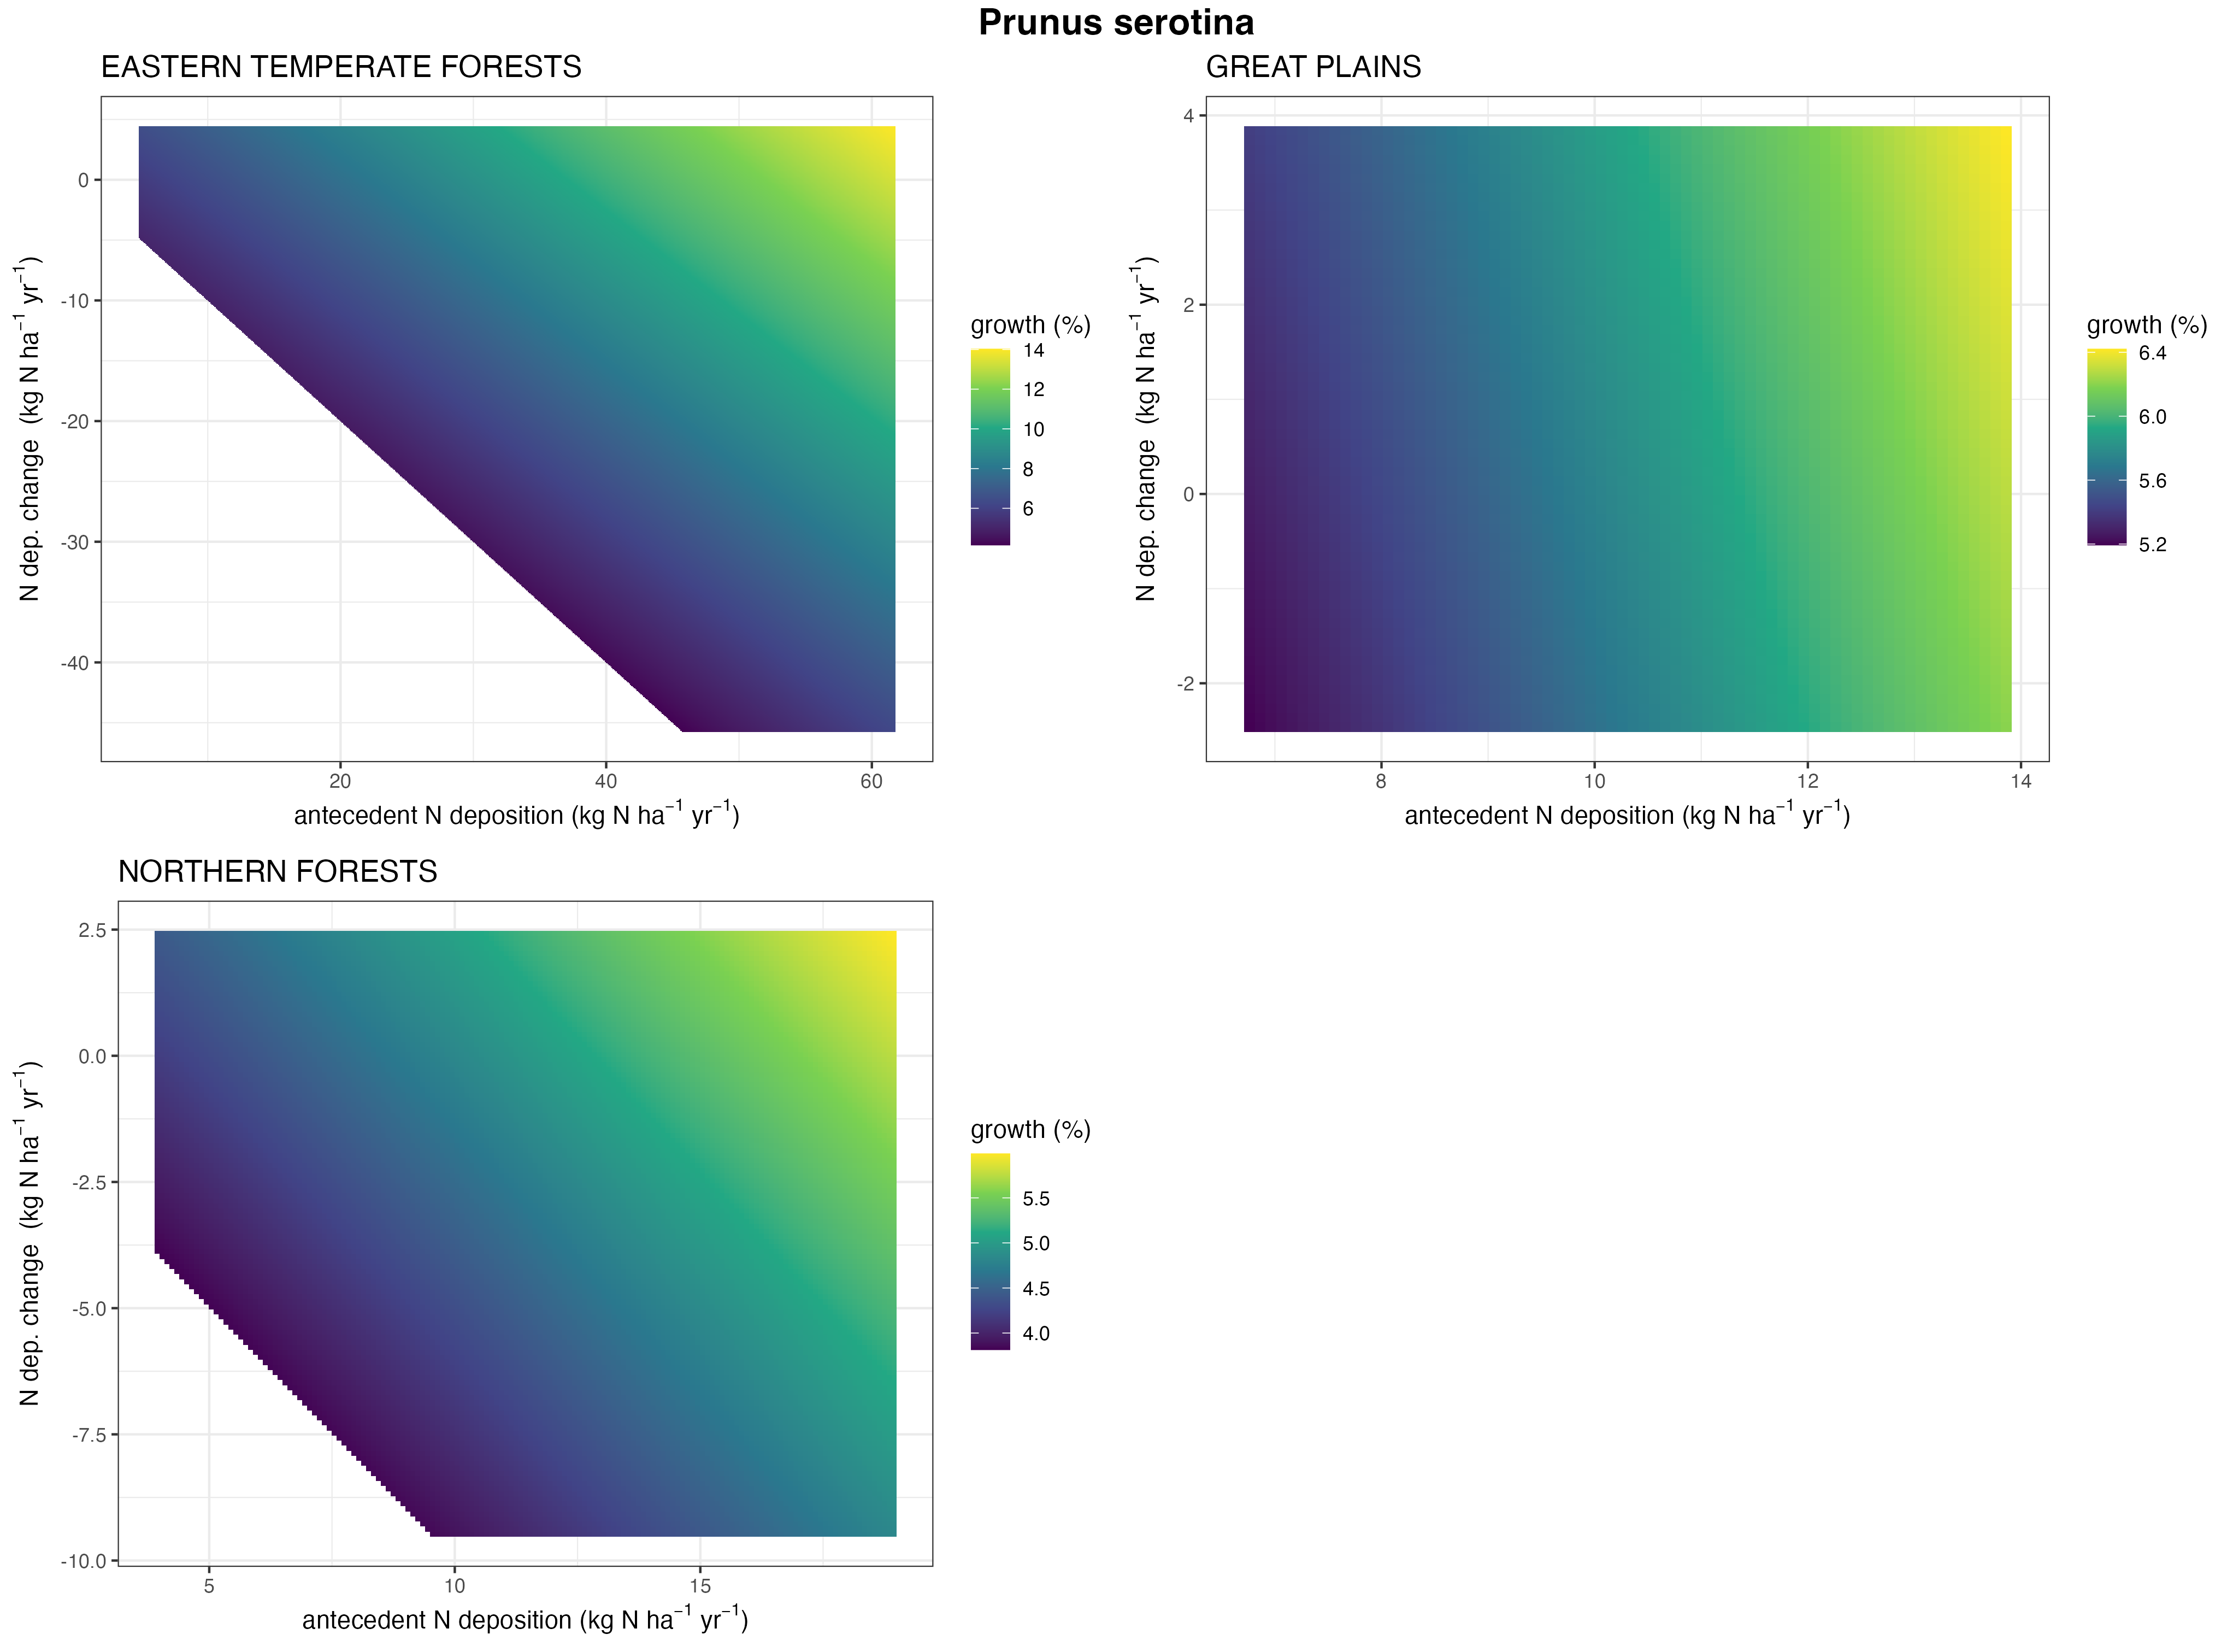 Prunus serotina
EASTERN TEMPERATE FORESTS
0
-10
-20
-30
-40
N dep. change (kg N ha⁻¹ yr⁻¹)
20 40 60
antecedent N deposition (kg N ha⁻¹ yr⁻¹)
growth (%)
14
12
10
8
6
GREAT PLAINS
4
2
0
-2
N dep. change (kg N ha⁻¹ yr⁻¹)
8 10 12 14
antecedent N deposition (kg N ha⁻¹ yr⁻¹)
growth (%)
6.4
6.0
5.6
5.2
NORTHERN FORESTS
2.5
0.0
-2.5
-5.0
-7.5
-10.0
N dep. change (kg N ha⁻¹ yr⁻¹)
5 10 15
antecedent N deposition (kg N ha⁻¹ yr⁻¹)
growth (%)
5.5
5.0
4.5
4.0